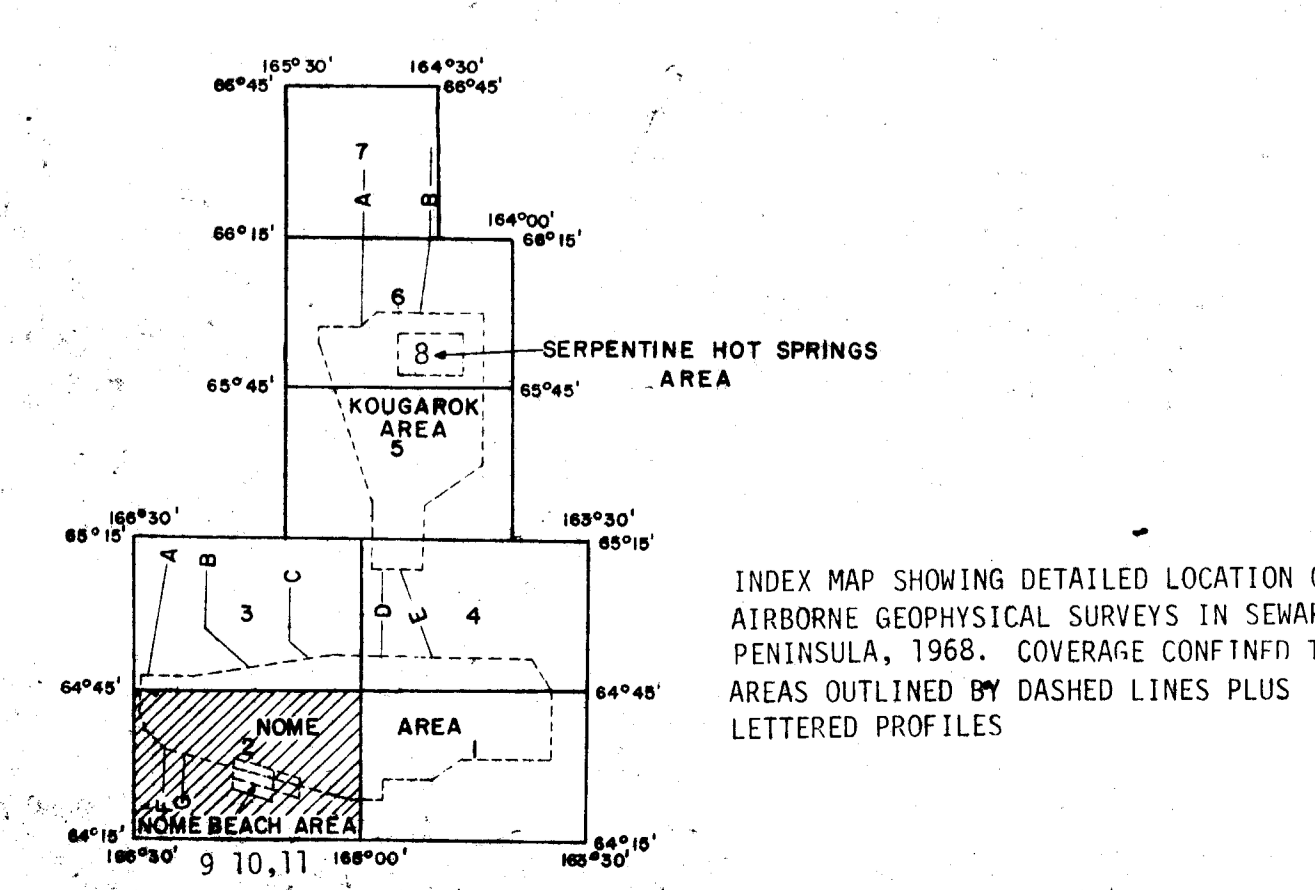 165°30' 164°30'
66°45' 66°45'
7
A B
164°00'
66°15' 66°15'
6
8 SERPENTINE HOT SPRINGS
AREA
65°45' 65°45'
KOUGAROK
AREA
5
166°30' 163°30'
65°15' 65°15'
A B C D E
3 4
64°45' 64°45'
NOME AREA
2 1
G
NOME BEACH AREA
64°15' 64°15'
166°30' 165°00' 163°30'
9 10,11
INDEX MAP SHOWING DETAILED LOCATION
AIRBORNE GEOPHYSICAL SURVEYS IN SEWAR
PENINSULA, 1968. COVERAGE CONFINED T
AREAS OUTLINED BY DASHED LINES PLUS
LETTERED PROFILES